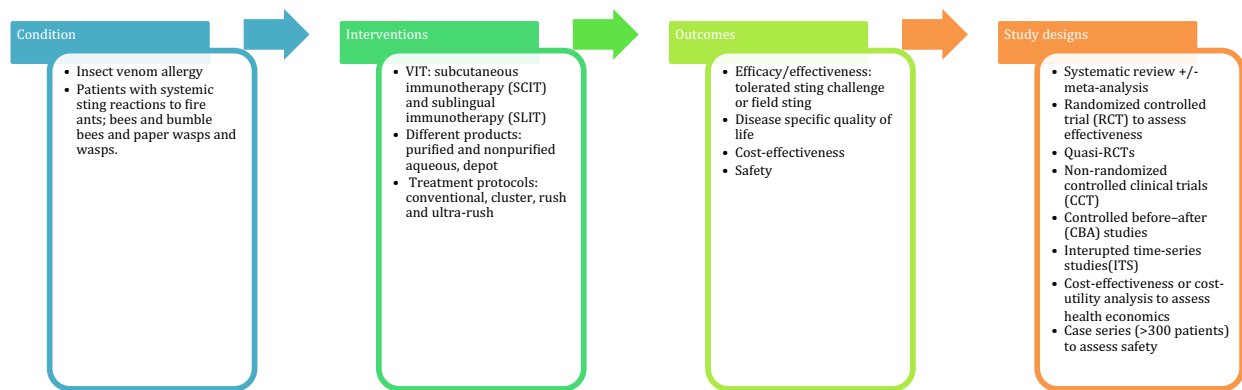 Condition
• Insect venom allergy
• Patients with systemic
sting reactions to fire
ants; bees and bumble
bees and paper wasps and
wasps.
Interventions
• VIT: subcutaneous
immunotherapy (SCIT)
and sublingual
immunotherapy (SLIT)
• Different products:
purified and nonpurified
aqueous, depot
• Treatment protocols:
conventional, cluster, rush
and ultra-rush
Outcomes
• Efficacy/effectiveness:
tolerated sting challenge
or field sting
• Disease specific quality of
life
• Cost-effectiveness
• Safety
Study designs
• Systematic review +/-
meta-analysis
• Randomized controlled
trial (RCT) to assess
effectiveness
• Quasi-RCTs
• Non-randomized
controlled clinical trials
(CCT)
• Controlled before–after
(CBA) studies
• Interupted time-series
studies(ITS)
• Cost-effectiveness or cost-
utility analysis to assess
health economics
• Case series (>300 patients)
to assess safety